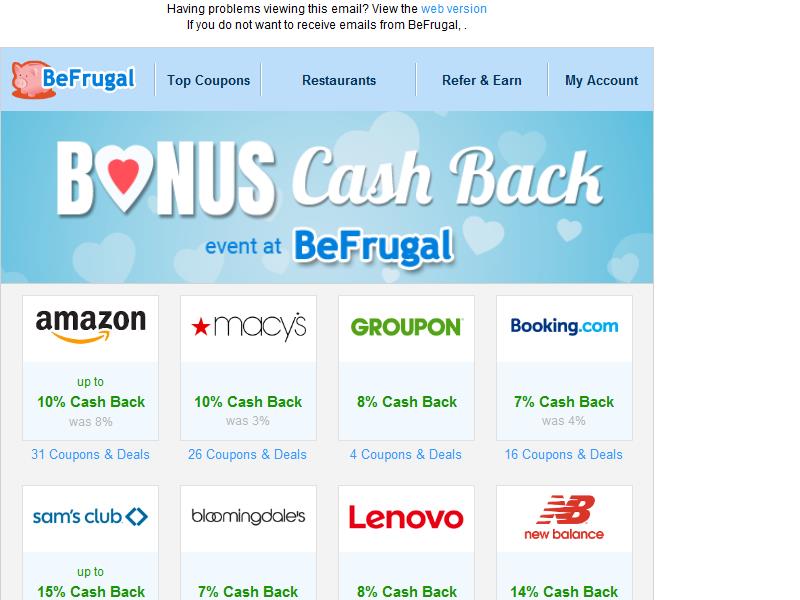 Having problems viewing this email? View the web version
If you do not want to receive emails from BeFrugal, .
BeFrugal
Top Coupons
Restaurants
Refer & Earn
My Account
BONUS Cash Back
event at BeFrugal
amazon
macy's
GROUPON
Booking.com
up to
10% Cash Back
was 8%
10% Cash Back
was 3%
8% Cash Back
7% Cash Back
was 4%
31 Coupons & Deals
26 Coupons & Deals
4 Coupons & Deals
16 Coupons & Deals
sam's club
bloomingdale's
Lenovo
new balance
up to
15% Cash Back
7% Cash Back
8% Cash Back
14% Cash Back